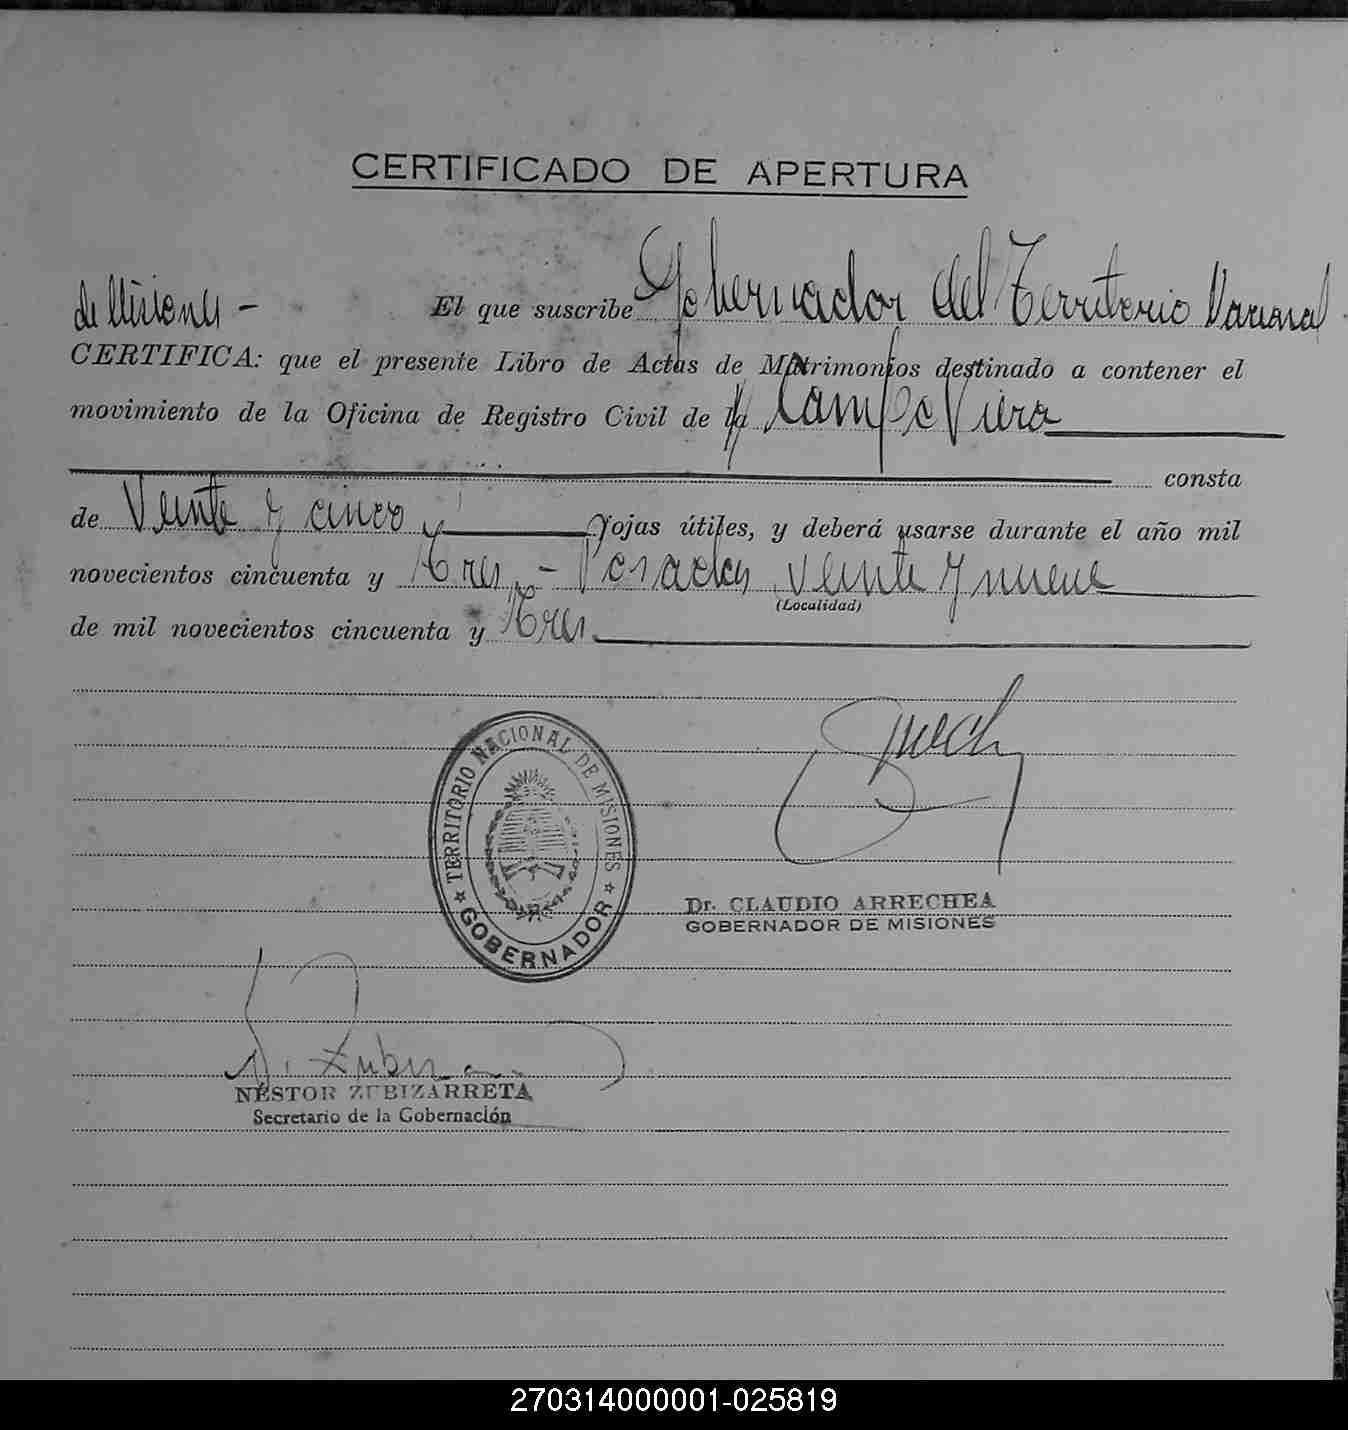 CERTIFICADO DE APERTURA
El que suscribe Gobernador del Territorio Nacional
de Misiones -
CERTIFICA: que el presente Libro de Actas de Matrimonios destinado a contener el
movimiento de la Oficina de Registro Civil de la Campo Viera
consta
de Veinte y cinco fojas útiles, y deberá usarse durante el año mil
novecientos cincuenta y Tres - Posadas veinte y nueve
(Localidad)
de mil novecientos cincuenta y Tres
TERRITORIO NACIONAL DE MISIONES
GOBERNADOR
Dr. CLAUDIO ARRECHEA
GOBERNADOR DE MISIONES
NÉSTOR ZUBIZARRETA
Secretario de la Gobernación
270314000001-025819